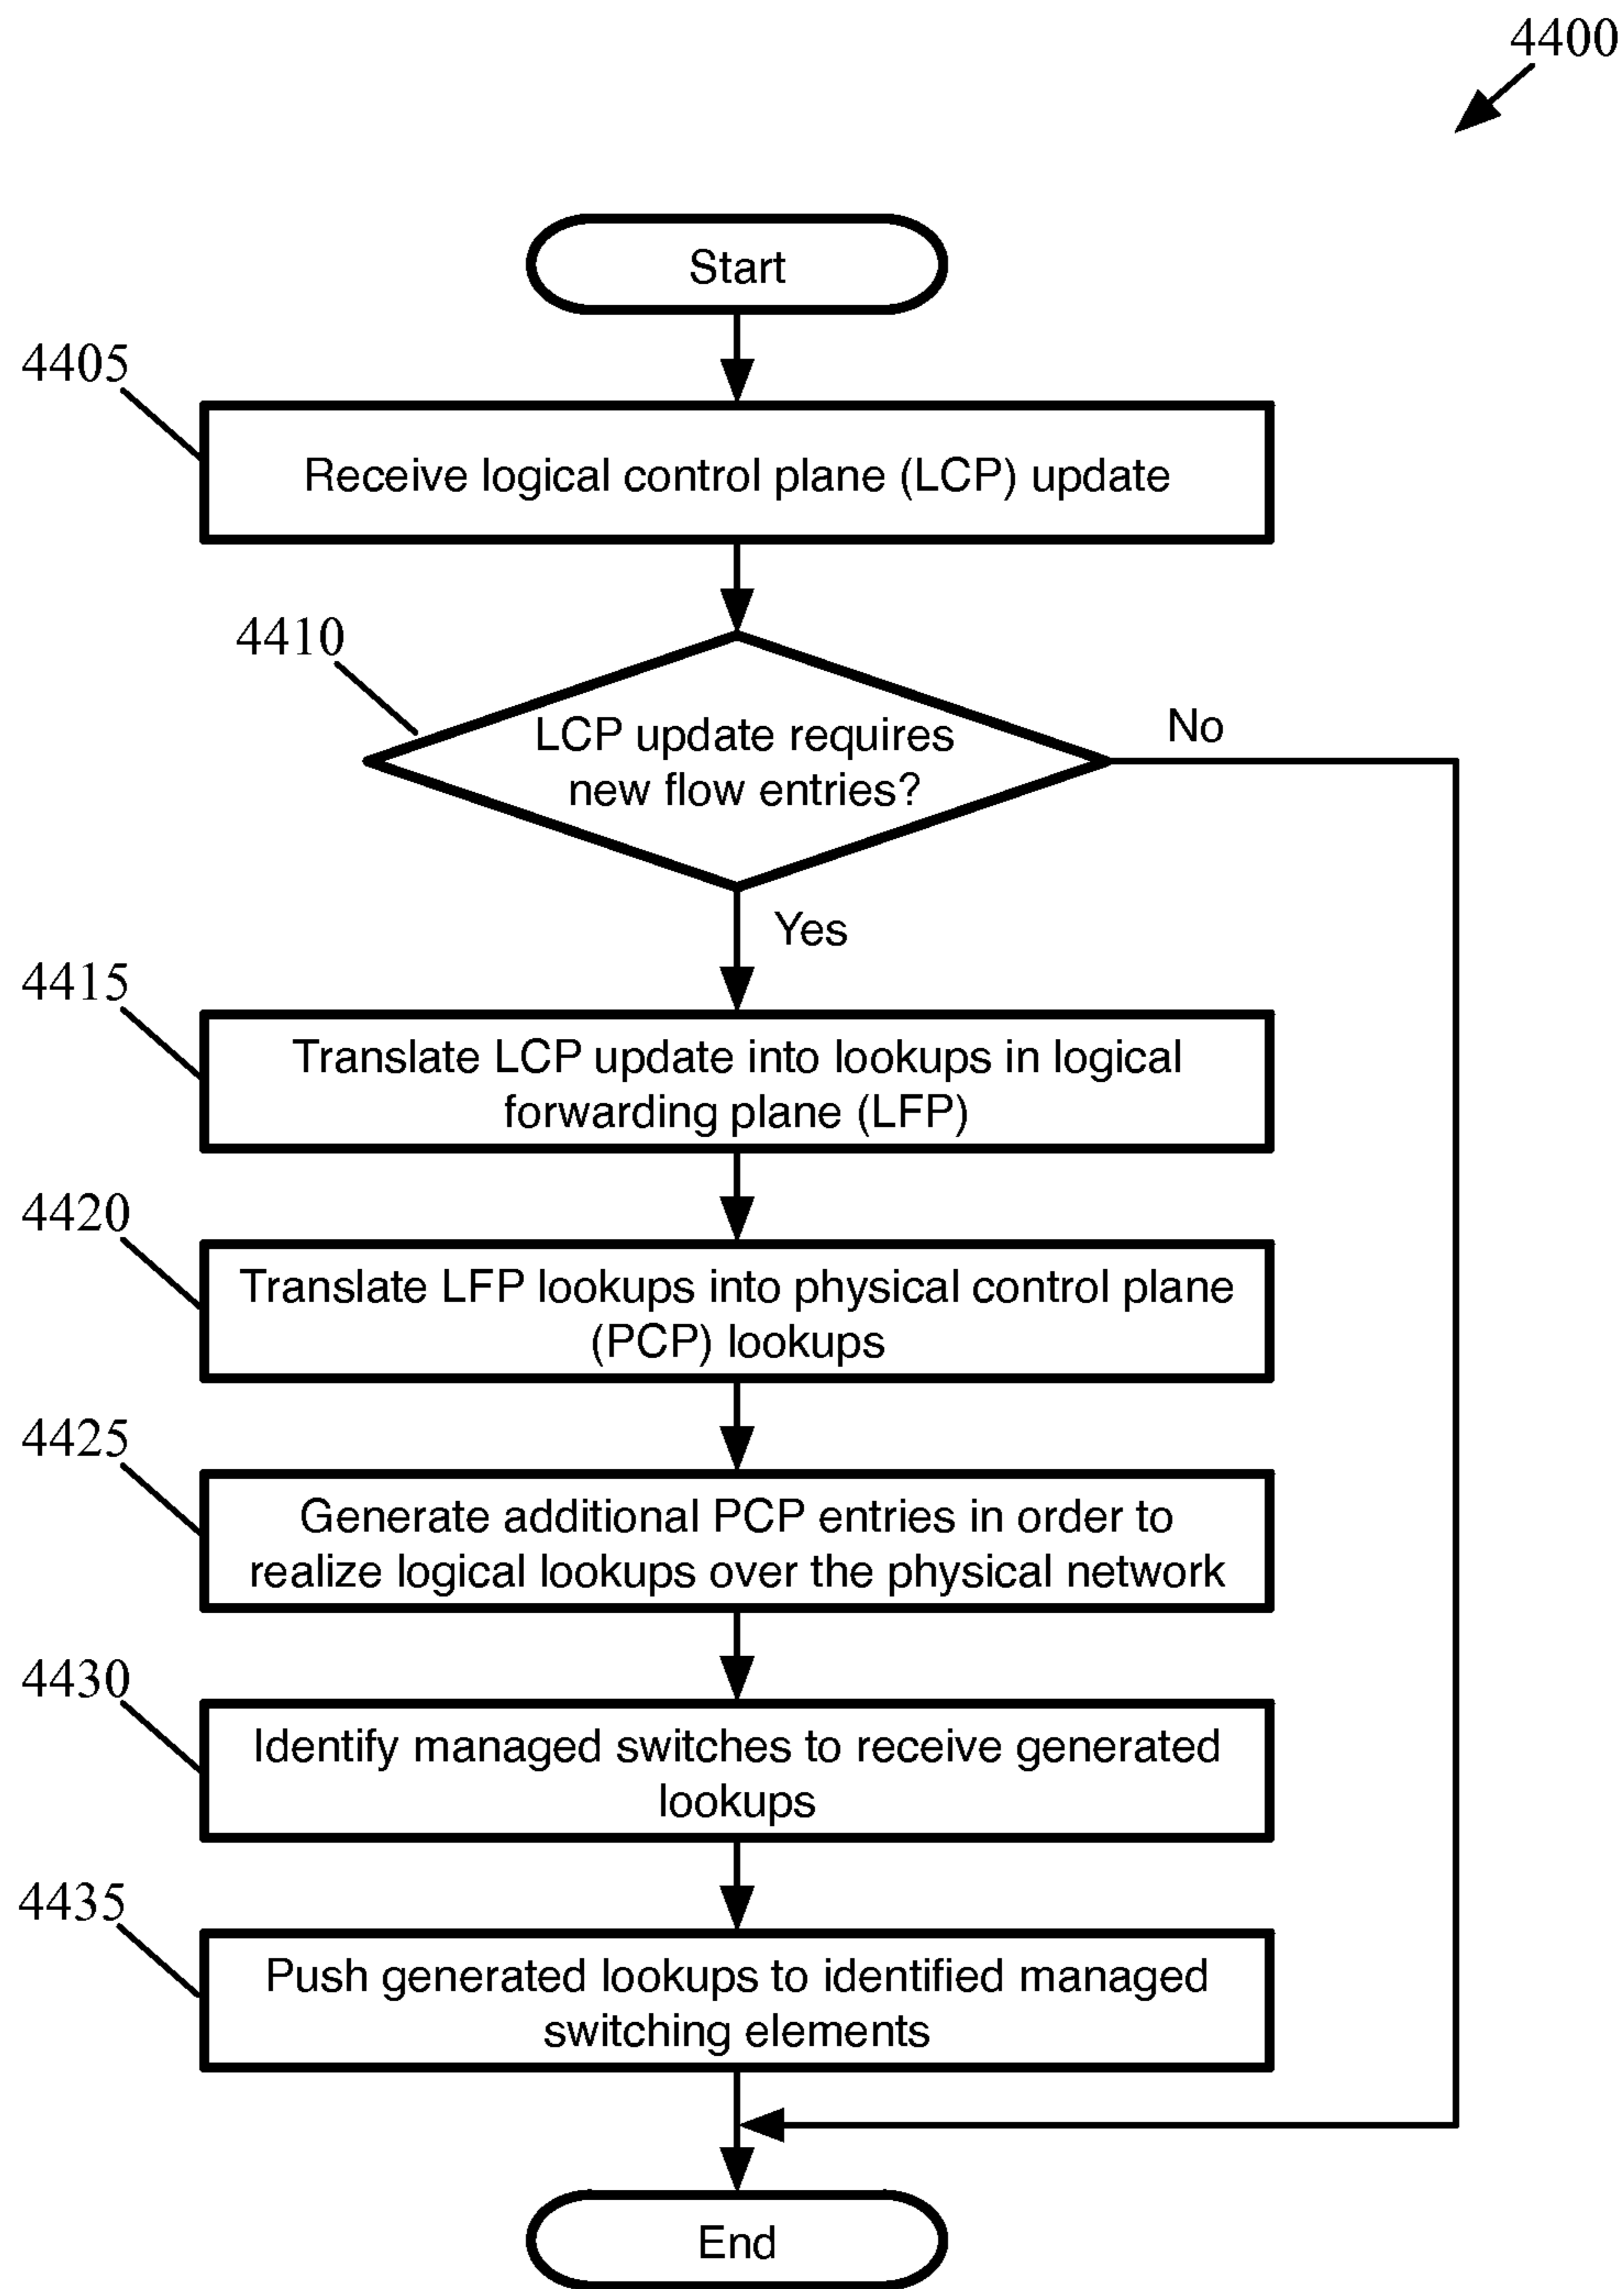 4400
Start
4405
Receive logical control plane (LCP) update
4410
LCP update requires
new flow entries?
No
Yes
4415
Translate LCP update into lookups in logical
forwarding plane (LFP)
4420
Translate LFP lookups into physical control plane
(PCP) lookups
4425
Generate additional PCP entries in order to
realize logical lookups over the physical network
4430
Identify managed switches to receive generated
lookups
4435
Push generated lookups to identified managed
switching elements
End